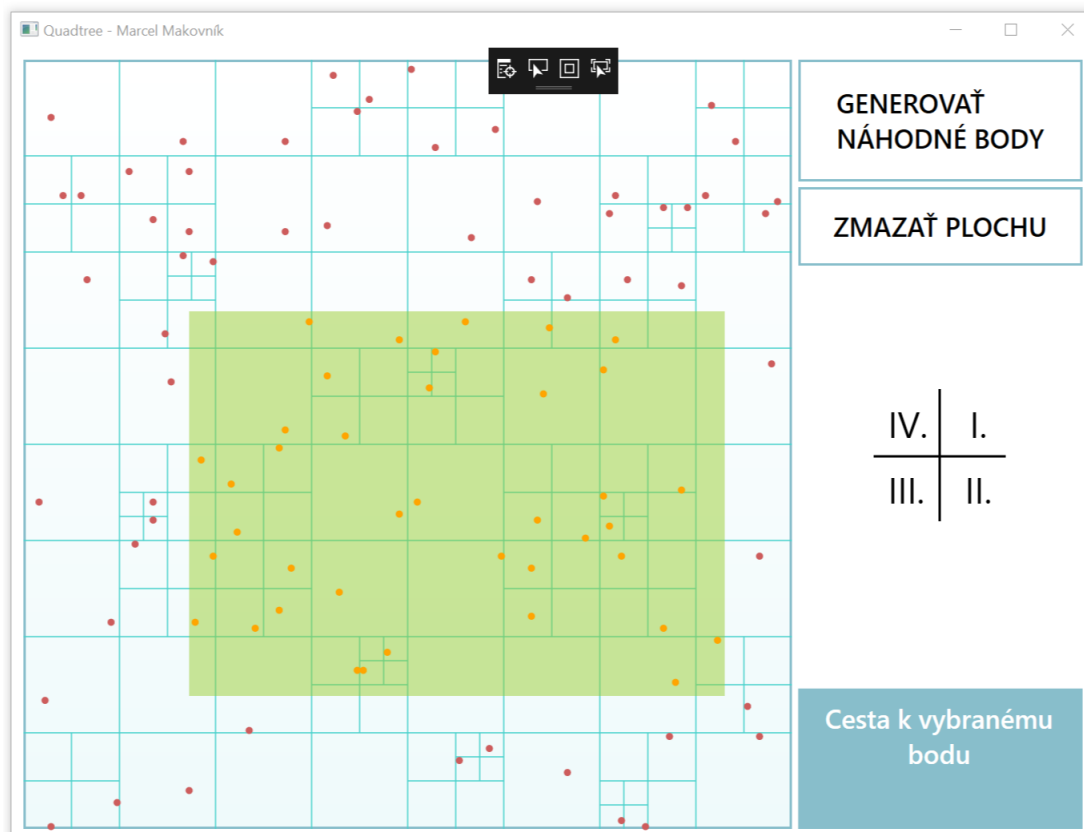 Quadtree - Marcel Makovník
GENEROVAŤ
NÁHODNÉ BODY
ZMAZAŤ PLOCHU
IV. I.
III. II.
Cesta k vybranému
bodu